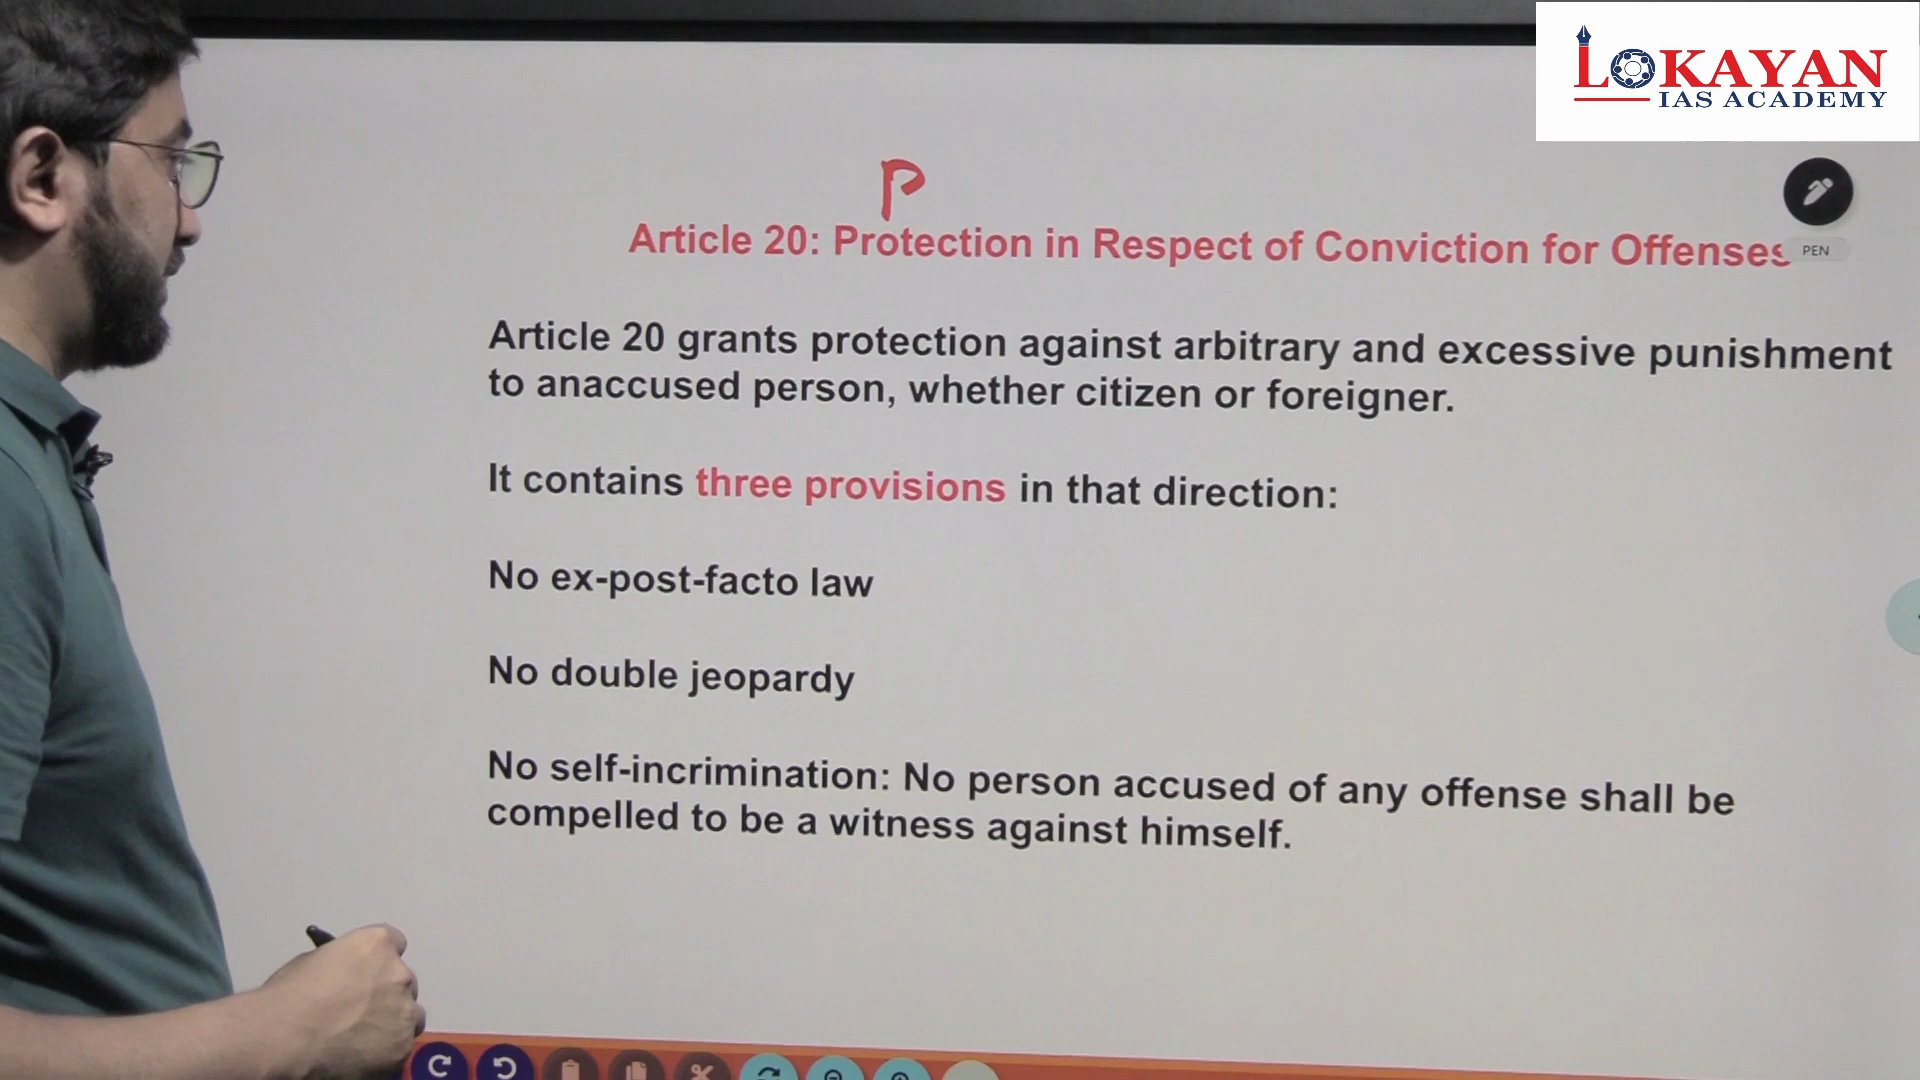 LOKAYAN
IAS ACADEMY
P
Article 20: Protection in Respect of Conviction for Offenses
PEN
Article 20 grants protection against arbitrary and excessive punishment
to anaccused person, whether citizen or foreigner.
It contains three provisions in that direction:
No ex-post-facto law
No double jeopardy
No self-incrimination: No person accused of any offense shall be
compelled to be a witness against himself.